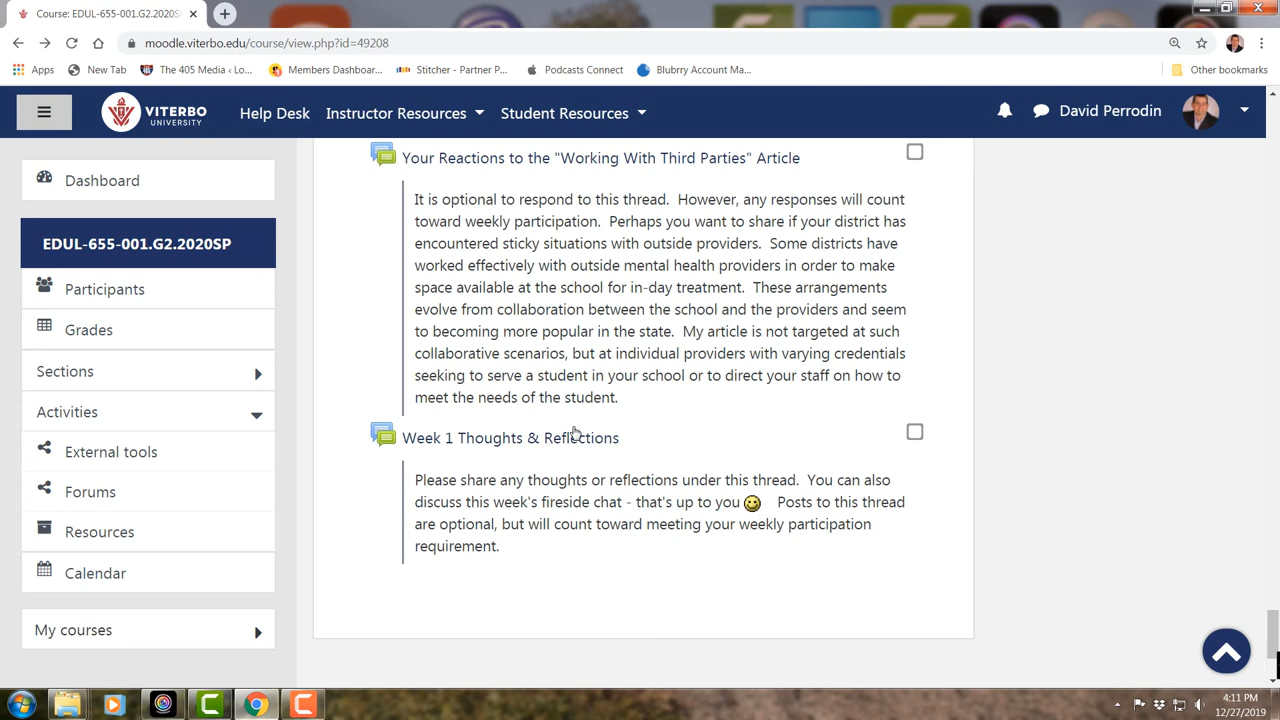 Course: EDUL-655-001.G2.2020S
moodle.viterbo.edu/course/view.php?id=49208
Apps
New Tab
The 405 Media ‹ Lo...
Members Dashboar...
Stitcher - Partner P...
Podcasts Connect
Blubrry Account Ma...
Other bookmarks
VITERBO
UNIVERSITY
Help Desk
Instructor Resources
Student Resources
David Perrodin
Dashboard
EDUL-655-001.G2.2020SP
Participants
Grades
Sections
Activities
External tools
Forums
Resources
Calendar
My courses
Your Reactions to the "Working With Third Parties" Article
It is optional to respond to this thread. However, any responses will count
toward weekly participation. Perhaps you want to share if your district has
encountered sticky situations with outside providers. Some districts have
worked effectively with outside mental health providers in order to make
space available at the school for in-day treatment. These arrangements
evolve from collaboration between the school and the providers and seem
to becoming more popular in the state. My article is not targeted at such
collaborative scenarios, but at individual providers with varying credentials
seeking to serve a student in your school or to direct your staff on how to
meet the needs of the student.
Week 1 Thoughts & Reflections
Please share any thoughts or reflections under this thread. You can also
discuss this week's fireside chat - that's up to you Posts to this thread
are optional, but will count toward meeting your weekly participation
requirement.
4:11 PM
12/27/2019